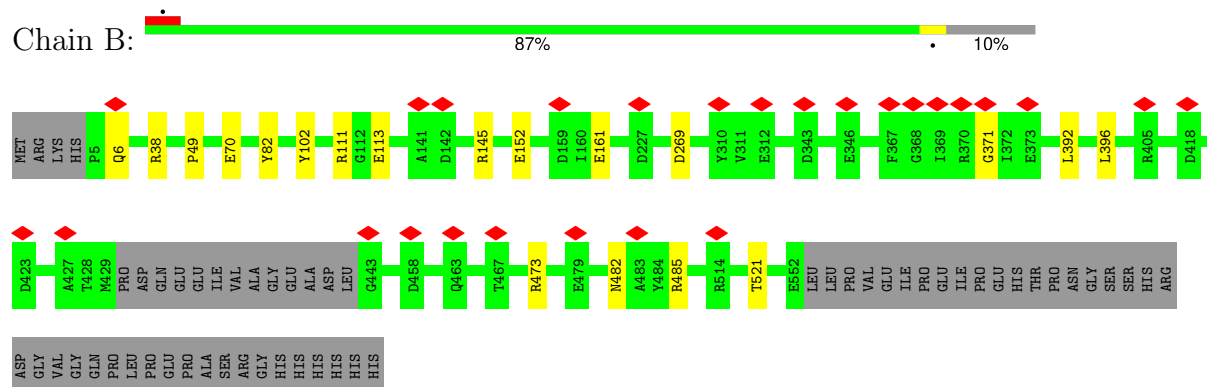 Chain B:
87% • 10%
MET ARG LYS HIS P5 Q6 R38 P49 E70 Y82 Y102 R111 G112 E113 A141 D142 R145 E152 D159 I160 E161 D227 D269 Y310 V311 E312 D343 E346 F367 G368 I369 R370 G371 I372 E373 L392 L396 R405 D418
D423 A427 T428 M429 PRO ASP GLN GLU GLU ILE VAL ALA GLY GLU ALA ASP LEU G443 D458 Q463 T467 R473 E479 N482 A483 Y484 R485 R514 T521 E552 LEU LEU PRO VAL GLU ILE PRO GLU ILE PRO GLU HIS THR PRO ASN GLY SER SER HIS ARG
ASP GLY VAL GLY GLN PRO LEU PRO GLU PRO ALA SER ARG GLY HIS HIS HIS HIS HIS HIS